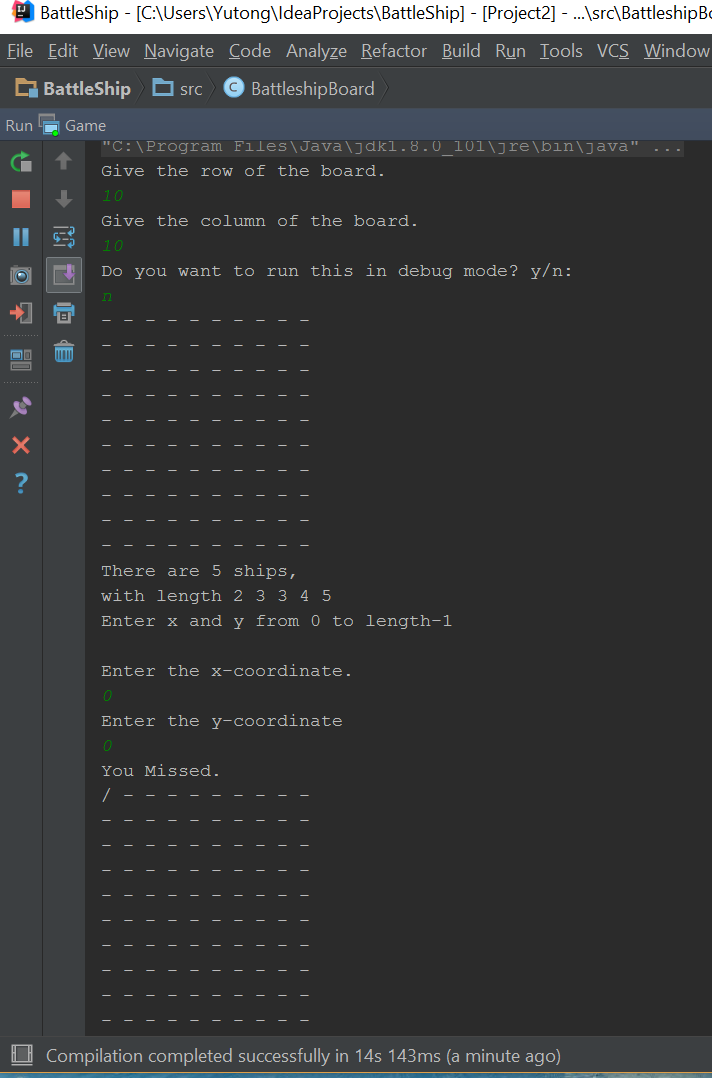 BattleShip - [C:\Users\Yutong\IdeaProjects\BattleShip] - [Project2] - ...\src\BattleshipBo
File Edit View Navigate Code Analyze Refactor Build Run Tools VCS Window
BattleShip src BattleshipBoard
Run Game
"C:\Program Files\Java\jdk1.8.0_101\jre\bin\java" ...
Give the row of the board.
10
Give the column of the board.
10
Do you want to run this in debug mode? y/n:
n
- - - - - - - - - -
- - - - - - - - - -
- - - - - - - - - -
- - - - - - - - - -
- - - - - - - - - -
- - - - - - - - - -
- - - - - - - - - -
- - - - - - - - - -
- - - - - - - - - -
- - - - - - - - - -
There are 5 ships,
with length 2 3 3 4 5
Enter x and y from 0 to length-1
Enter the x-coordinate.
0
Enter the y-coordinate
0
You Missed.
/ - - - - - - - - -
- - - - - - - - - -
- - - - - - - - - -
- - - - - - - - - -
- - - - - - - - - -
- - - - - - - - - -
- - - - - - - - - -
- - - - - - - - - -
- - - - - - - - - -
- - - - - - - - - -
Compilation completed successfully in 14s 143ms (a minute ago)